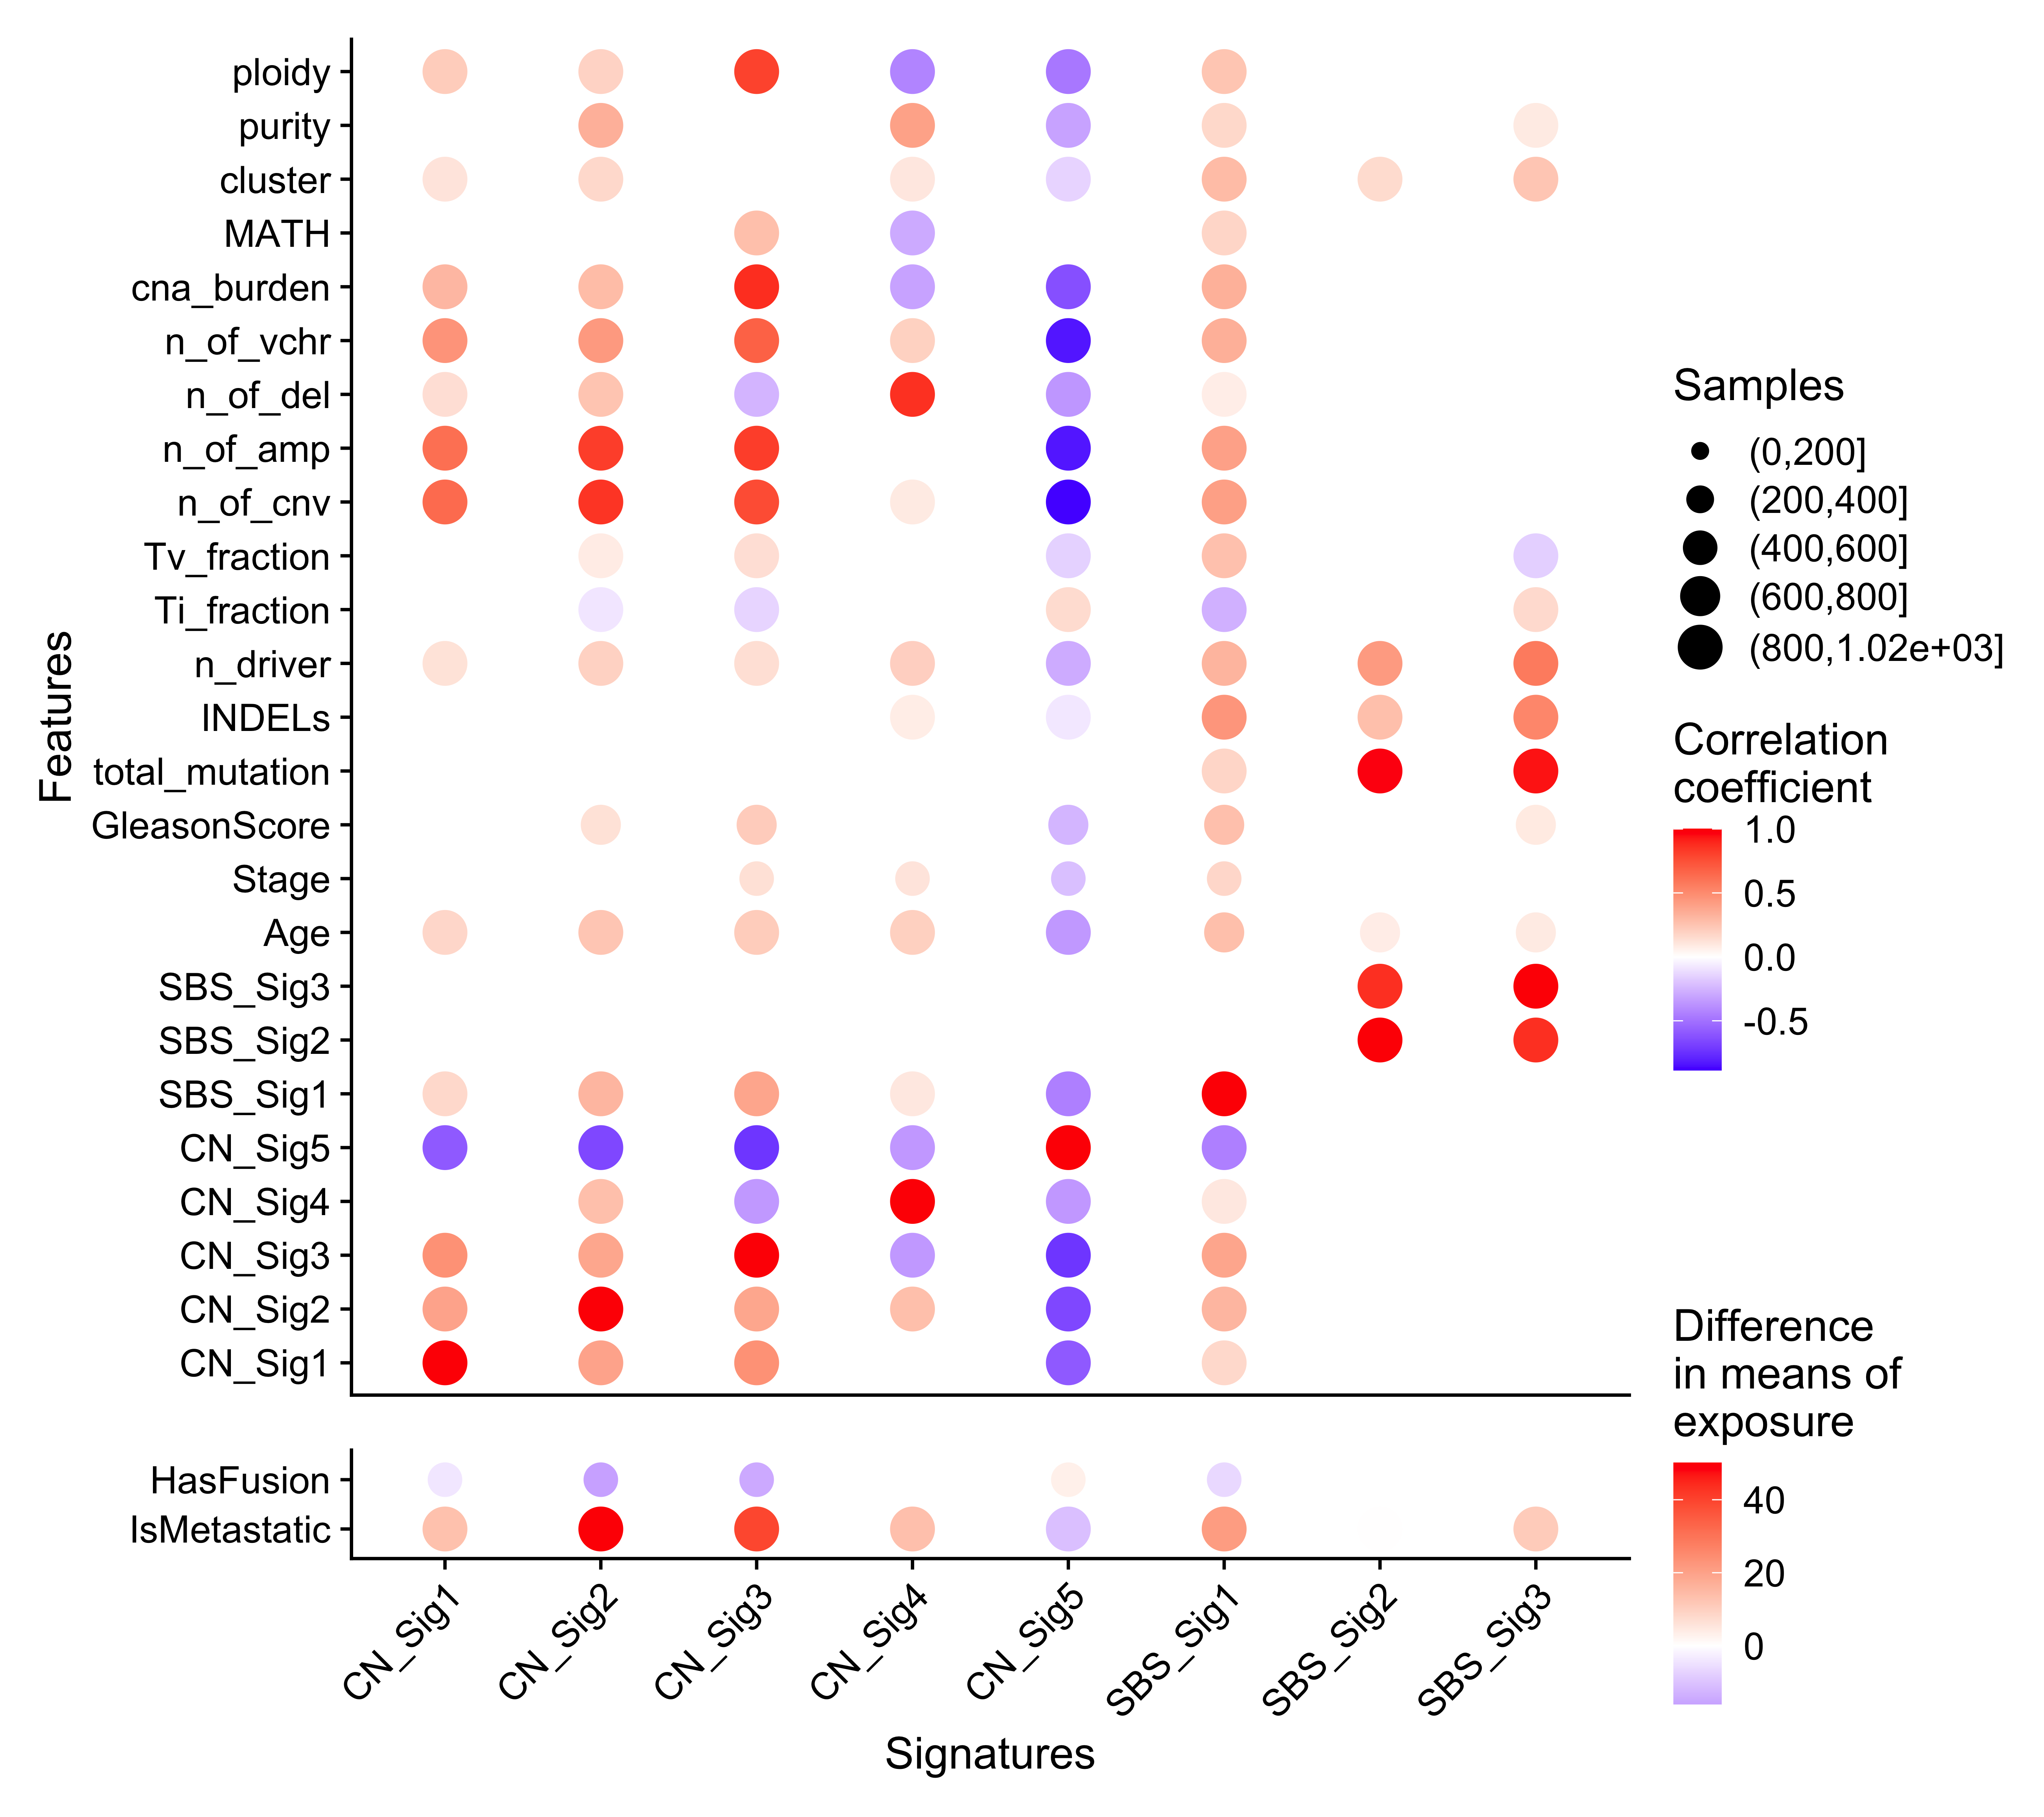 ploidy
purity
cluster
MATH
cna_burden
n_of_vchr
n_of_del
n_of_amp
n_of_cnv
Tv_fraction
Ti_fraction
n_driver
INDELs
total_mutation
GleasonScore
Stage
Age
SBS_Sig3
SBS_Sig2
SBS_Sig1
CN_Sig5
CN_Sig4
CN_Sig3
CN_Sig2
CN_Sig1
Features
HasFusion
IsMetastatic
CN_Sig1
CN_Sig2
CN_Sig3
CN_Sig4
CN_Sig5
SBS_Sig1
SBS_Sig2
SBS_Sig3
Signatures
Samples
(0,200]
(200,400]
(400,600]
(600,800]
(800,1.02e+03]
Correlation
coefficient
1.0
0.5
0.0
-0.5
Difference
in means of
exposure
40
20
0